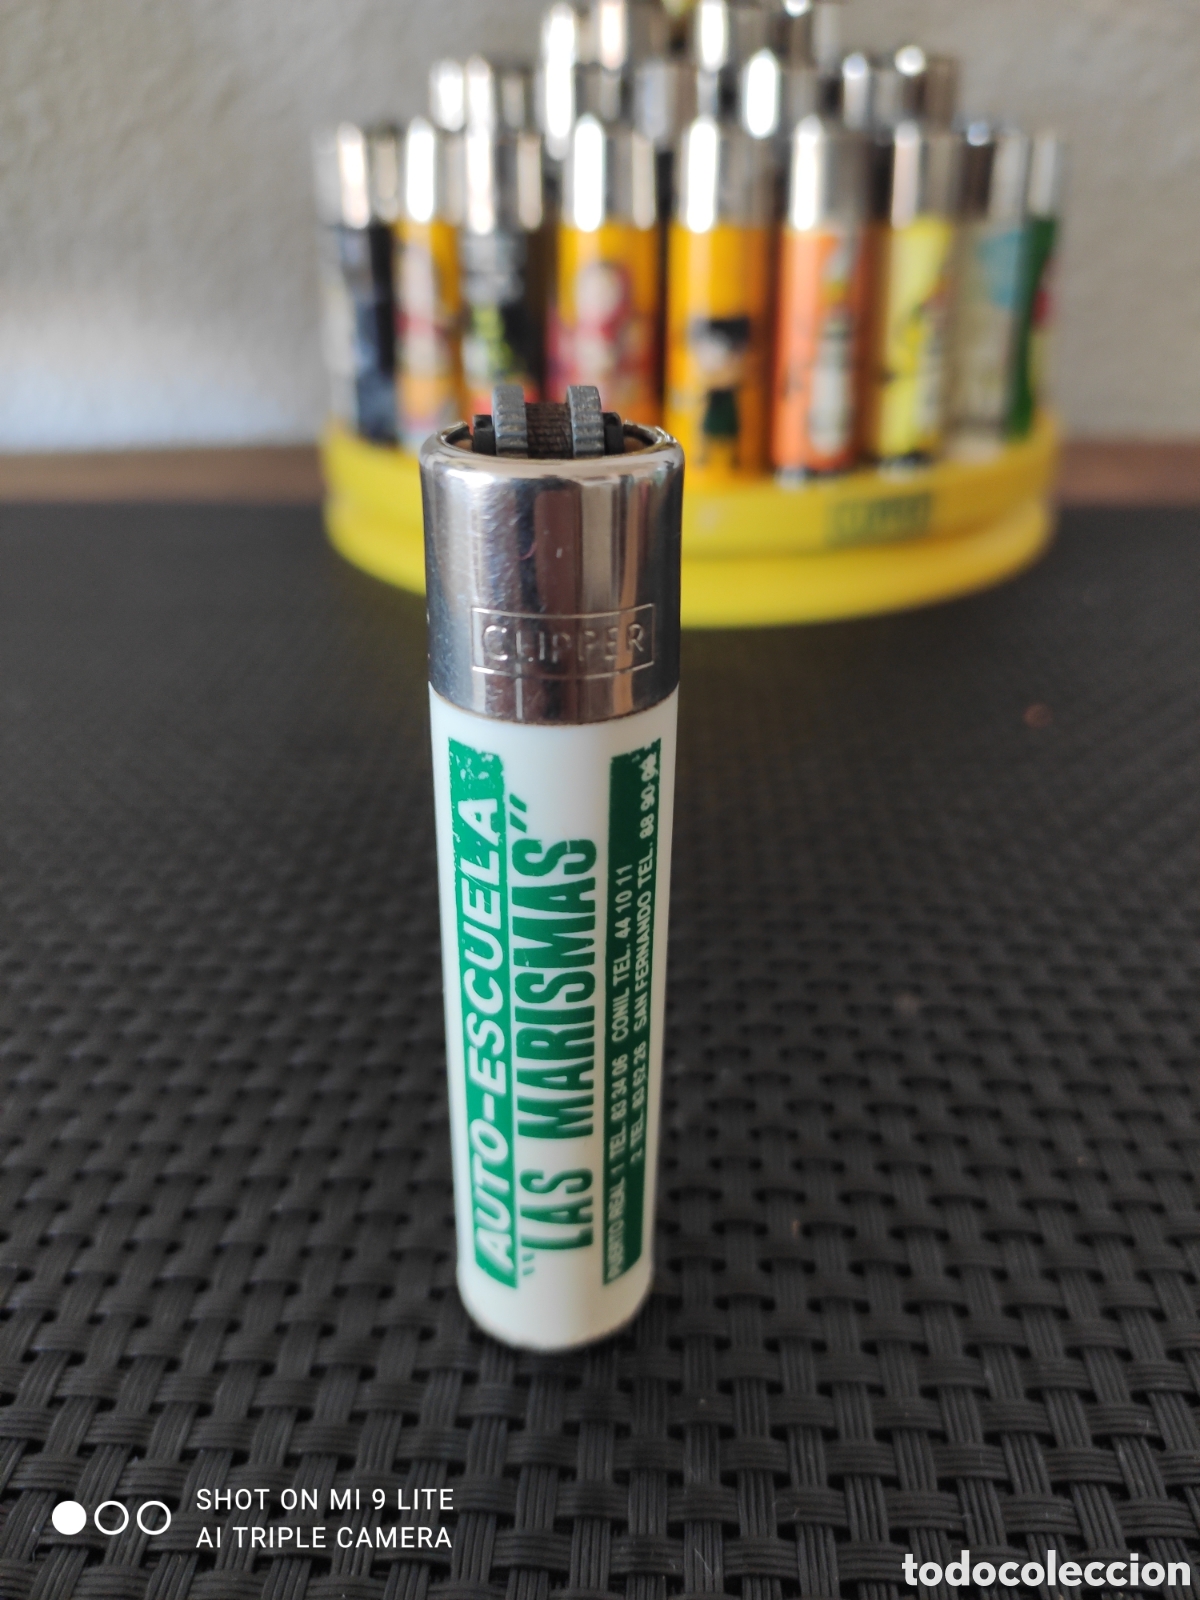 CLIPPER
AUTO-ESCUELA
"LAS MARISMAS"
PUERTO REAL 1 TEL. 83 34 06 CONIL TEL. 44 10 11
2 TEL. 83 52 26 SAN FERNANDO TEL. 88 90
CLIPPER
SHOT ON MI 9 LITE
AI TRIPLE CAMERA
todocoleccion